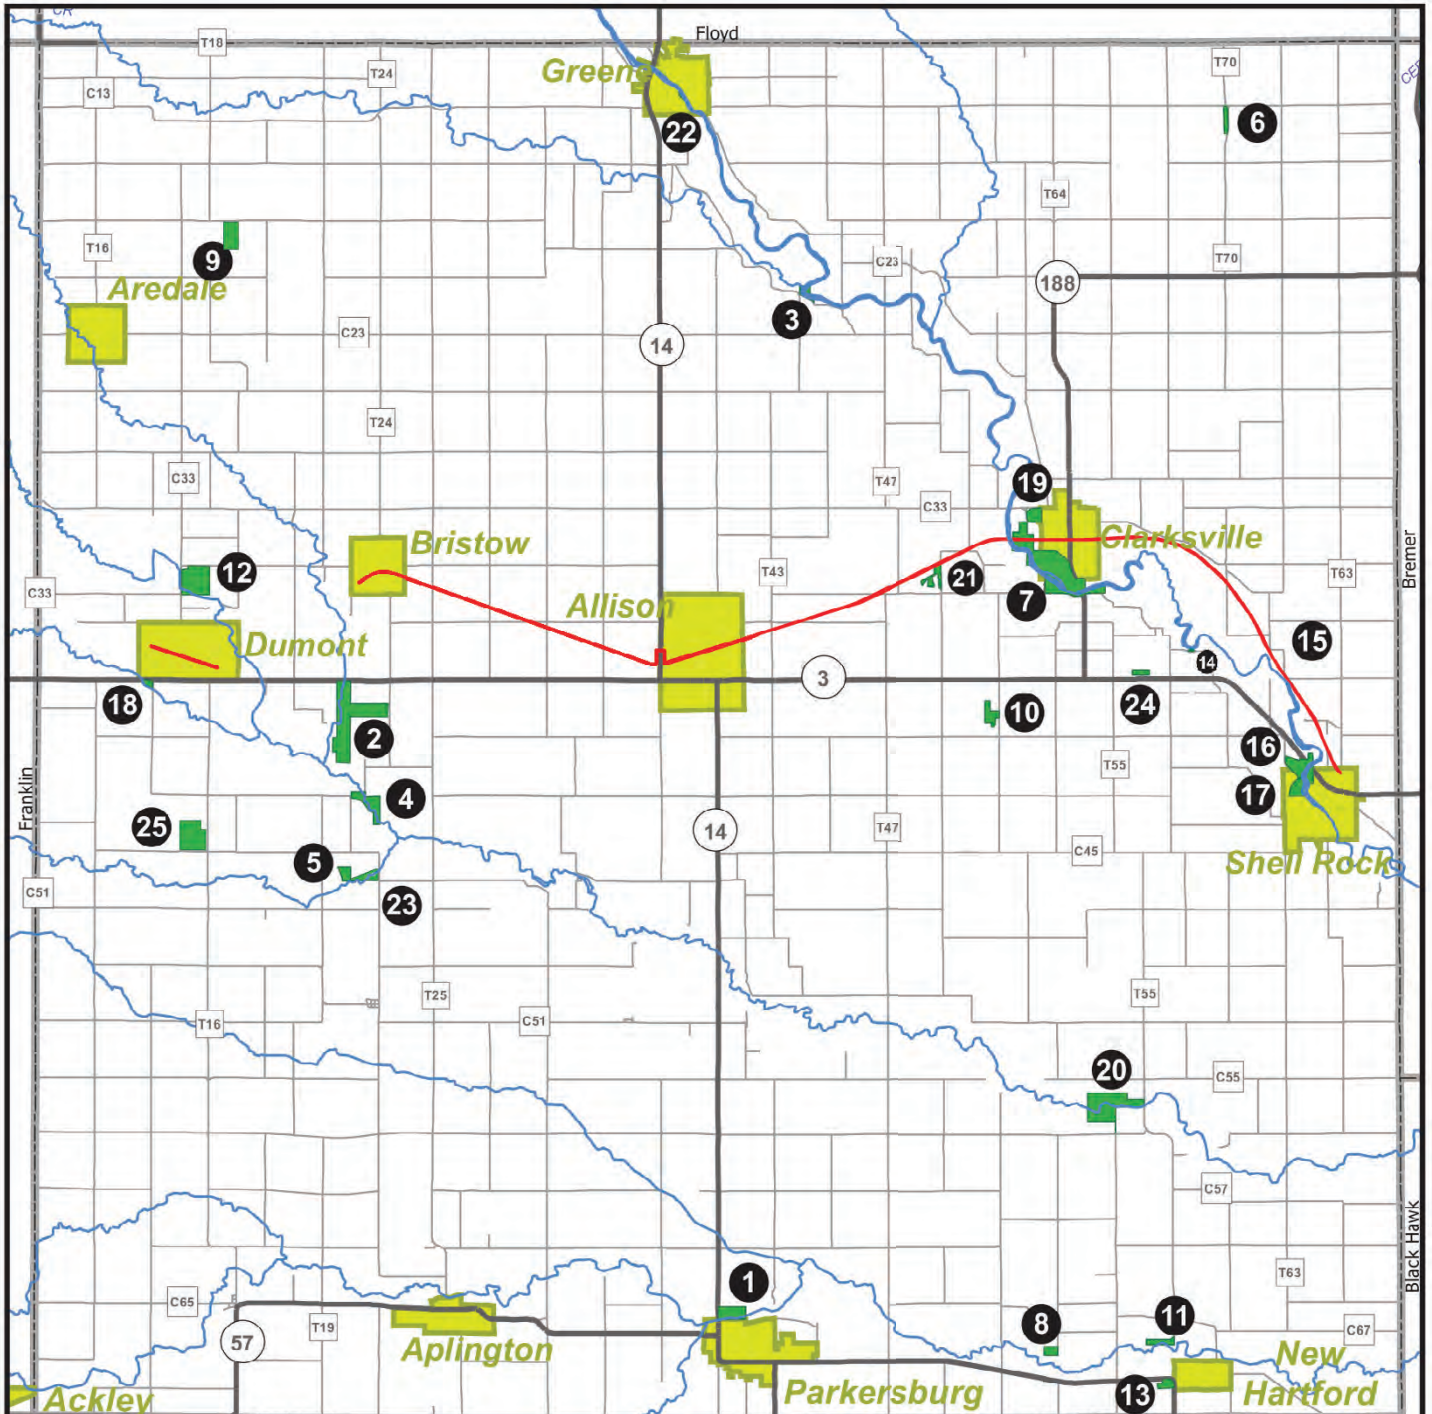 CR
Floyd
T18
Greene
T24
T70
C13
CE
22
6
T64
T16
9
C23
T70
Aredale
188
3
C23
14
T24
C33
T47
19
C33
Bristow
Clarksville
Bremer
12
T43
21
T63
C33
7
Allison
15
Dumont
14
3
18
24
10
2
16
T55
Franklin
4
17
25
14
T47
C45
5
Shell Rock
C51
23
T25
T55
T16
C51
20
C55
C57
Black Hawk
T63
1
C65
8
11
T19
C67
57
Aplington
New
Hartford
Parkersburg
13
Ackley